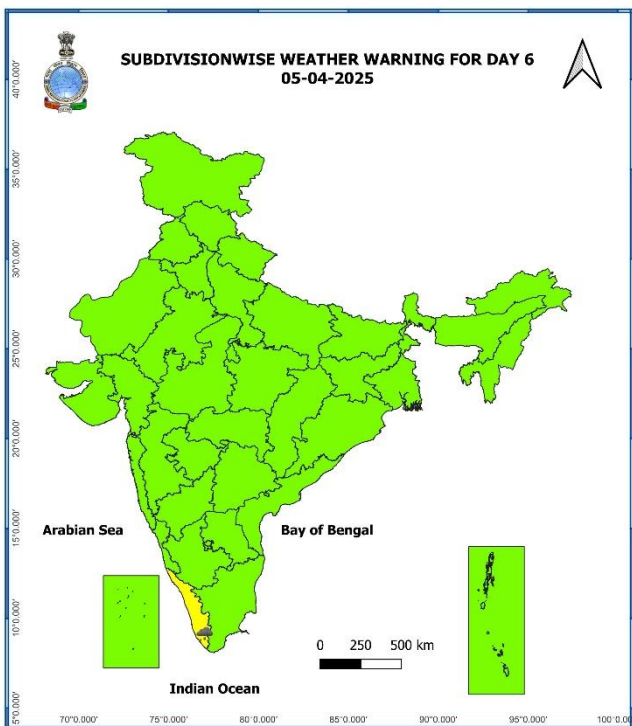 SUBDIVISIONWISE WEATHER WARNING FOR DAY 6
05-04-2025
40°0.000'
35°0.000'
30°0.000'
25°0.000'
20°0.000'
15°0.000'
10°0.000'
5°0.000'
Arabian Sea
Bay of Bengal
0 250 500 km
Indian Ocean
70°0.000' 75°0.000' 80°0.000' 85°0.000' 90°0.000' 95°0.000' 100°0.0